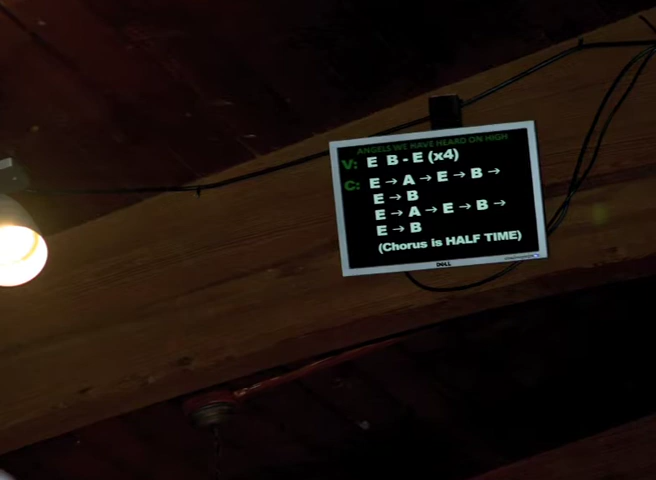 ANGELS WE HAVE HEARD ON HIGH
V: E B - E (x4)
C: E → A → E → B →
E → B
E → A → E → B →
E → B
(Chorus is HALF TIME)
DELL